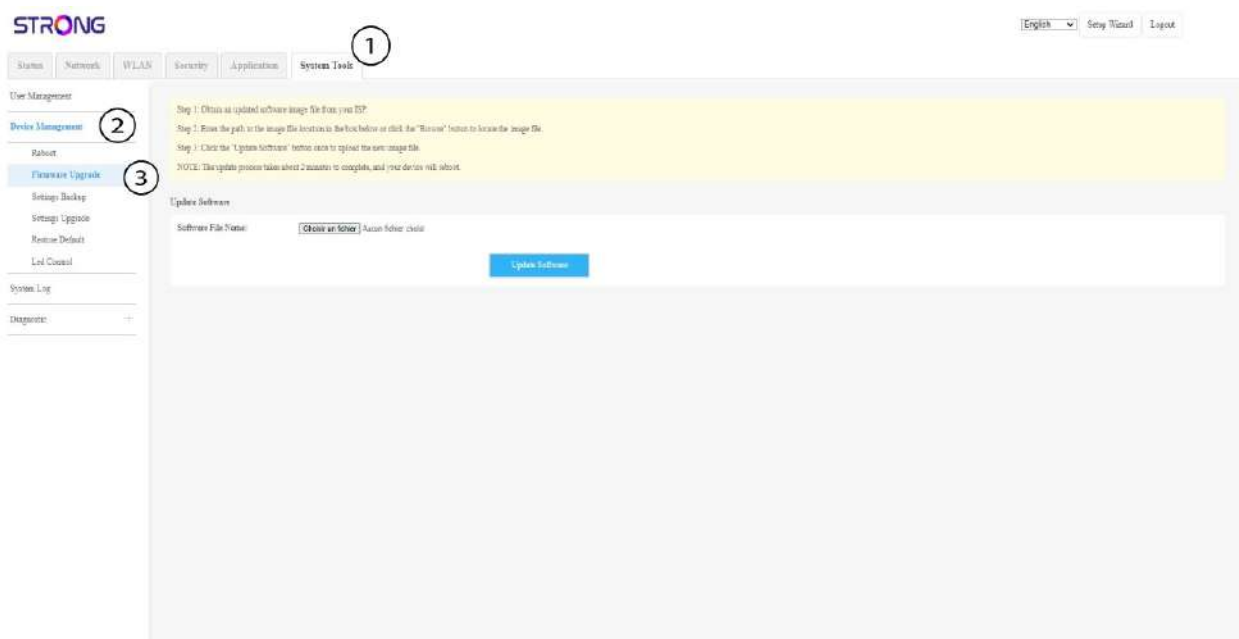 STRONG
English
Setup Wizard
Logout
1
Status
Network
WLAN
Security
Application
System Tools
User Management
Device Management
2
Reboot
Firmware Upgrade
3
Settings Backup
Settings Upgrade
Restore Default
Led Control
System Log
Diagnostic
+
Step 1: Obtain an updated software image file from your ISP.
Step 2: Enter the path to the image file location in the box below or click the "Browse" button to locate the image file.
Step 3: Click the "Update Software" button once to upload the new image file.
NOTE: The update process takes about 2 minutes to complete, and your device will reboot.
Update Software
Software File Name:
Choisir un fichier
Aucun fichier choisi
Update Software